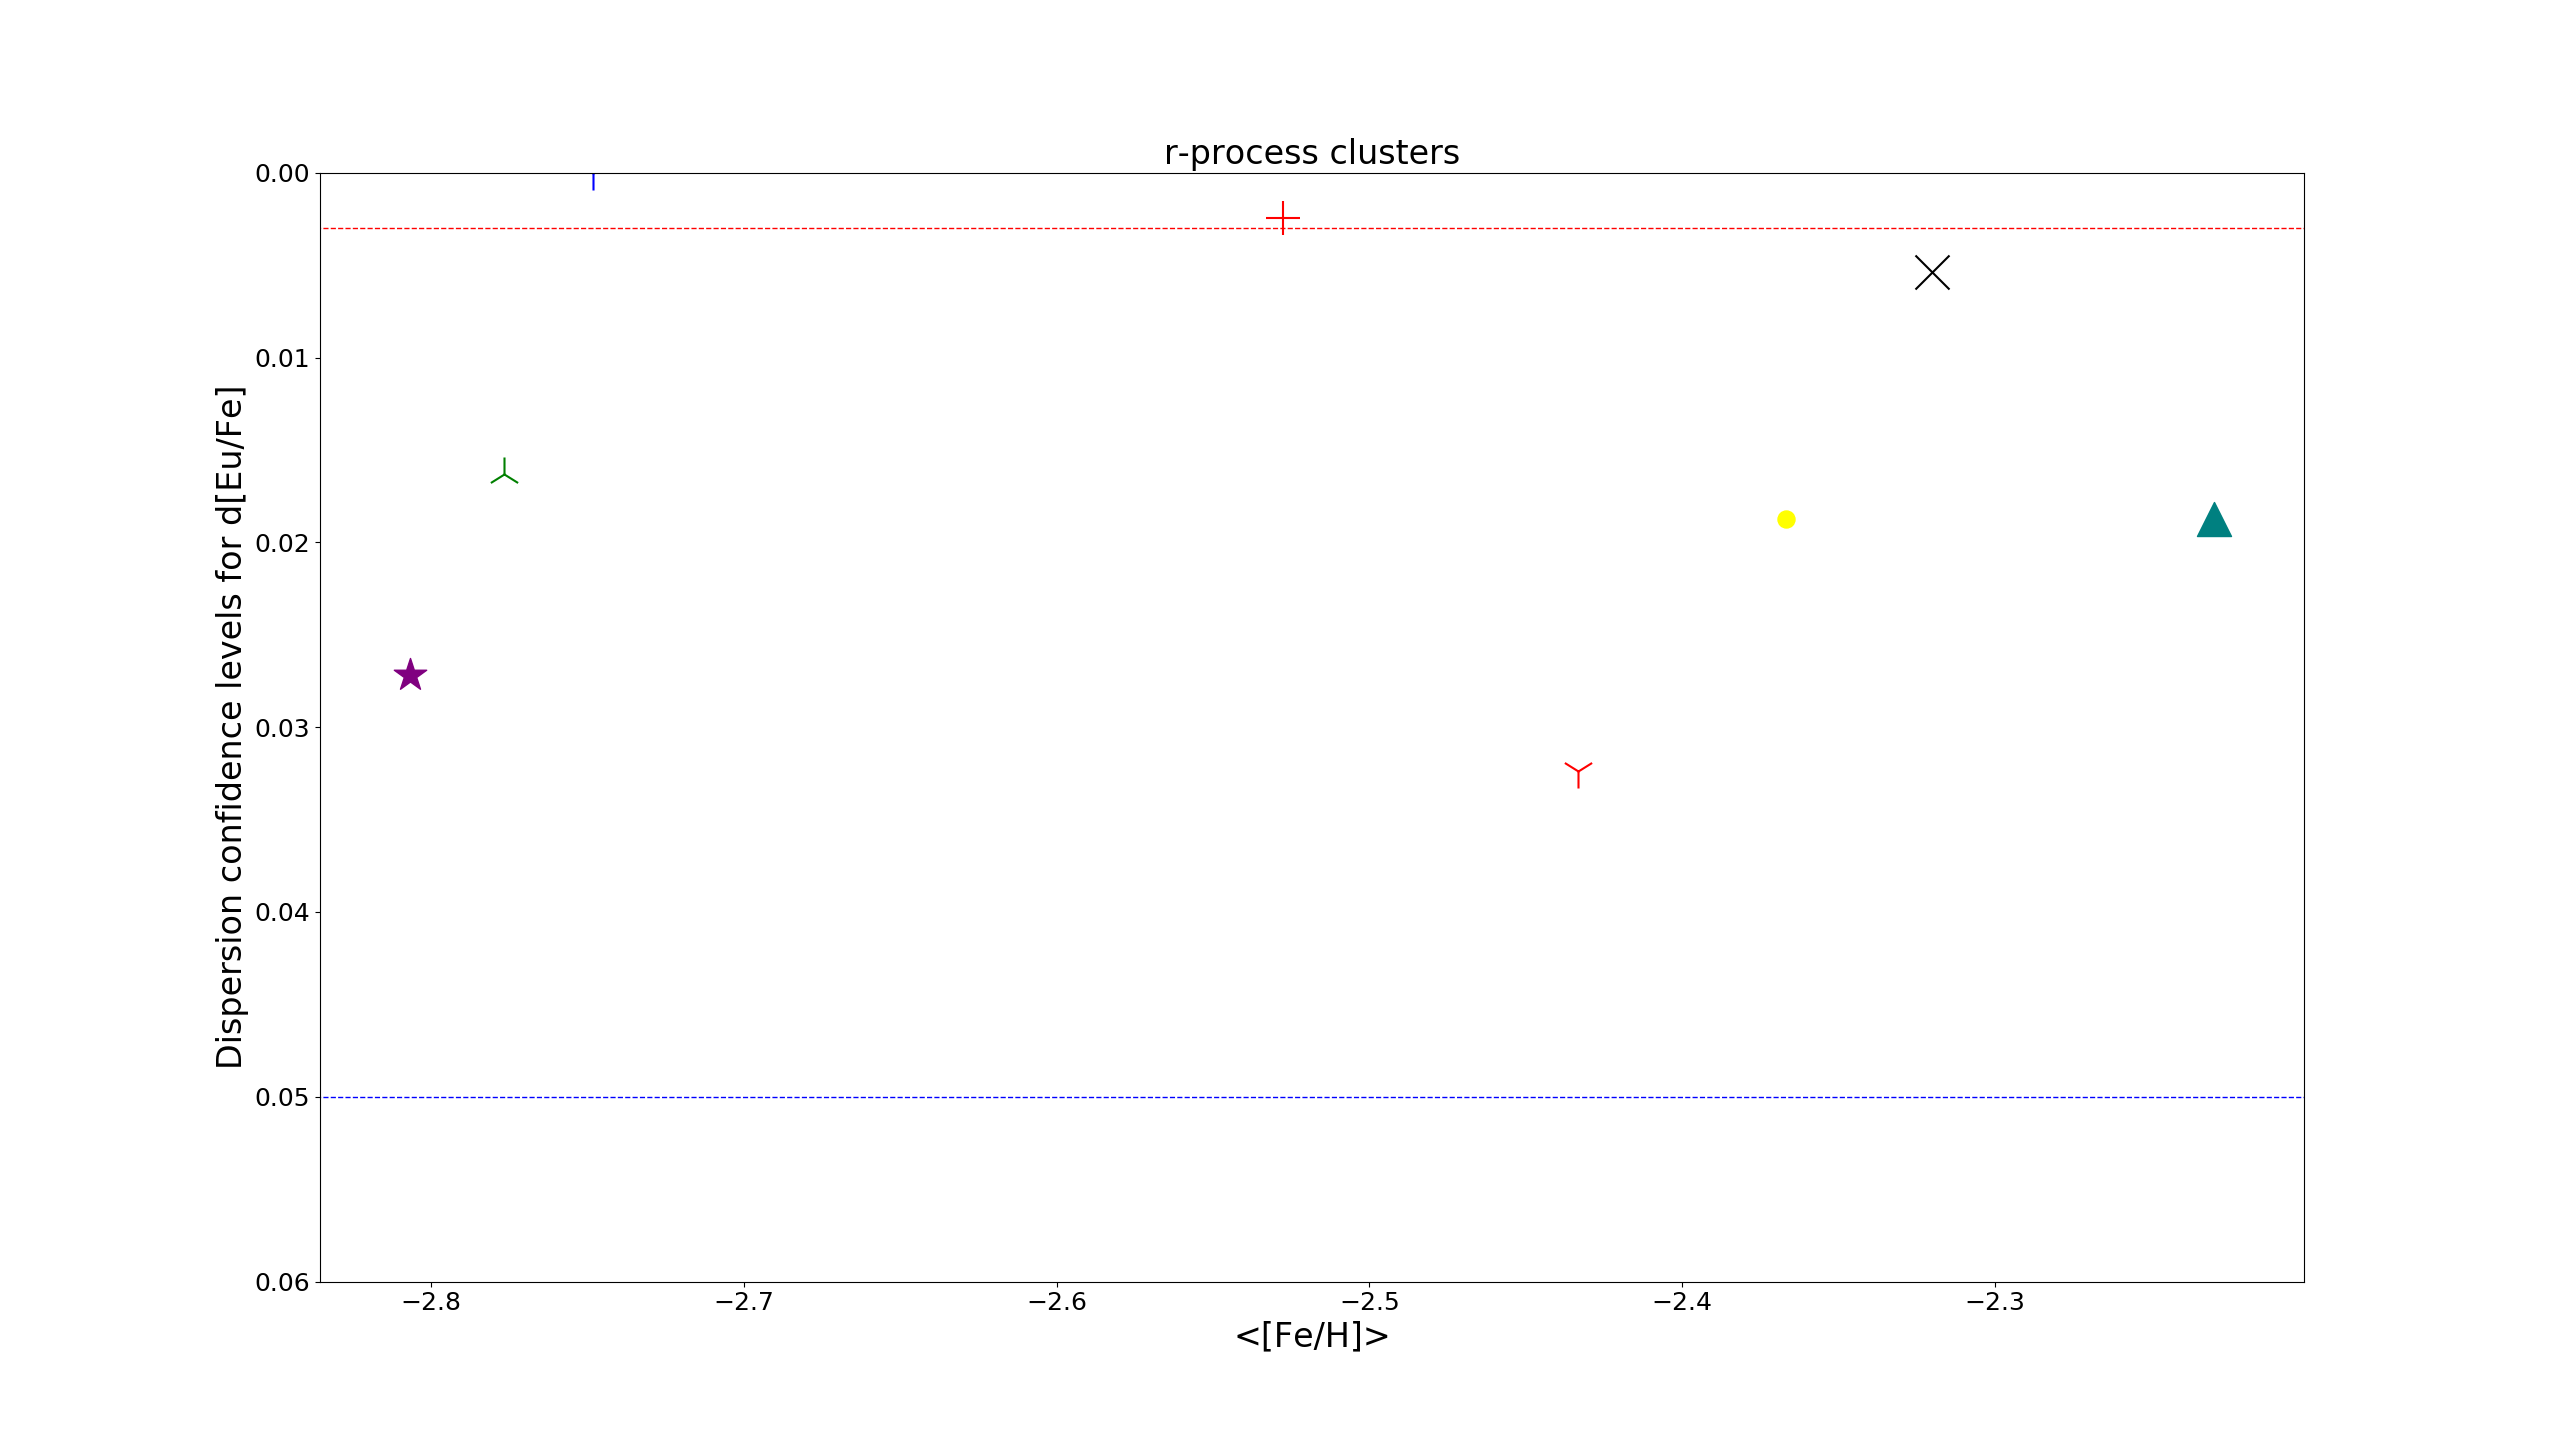 r-process clusters
0.00
0.01
0.02
0.03
0.04
0.05
0.06
Dispersion confidence levels for d[Eu/Fe]
−2.8 −2.7 −2.6 −2.5 −2.4 −2.3
<[Fe/H]>